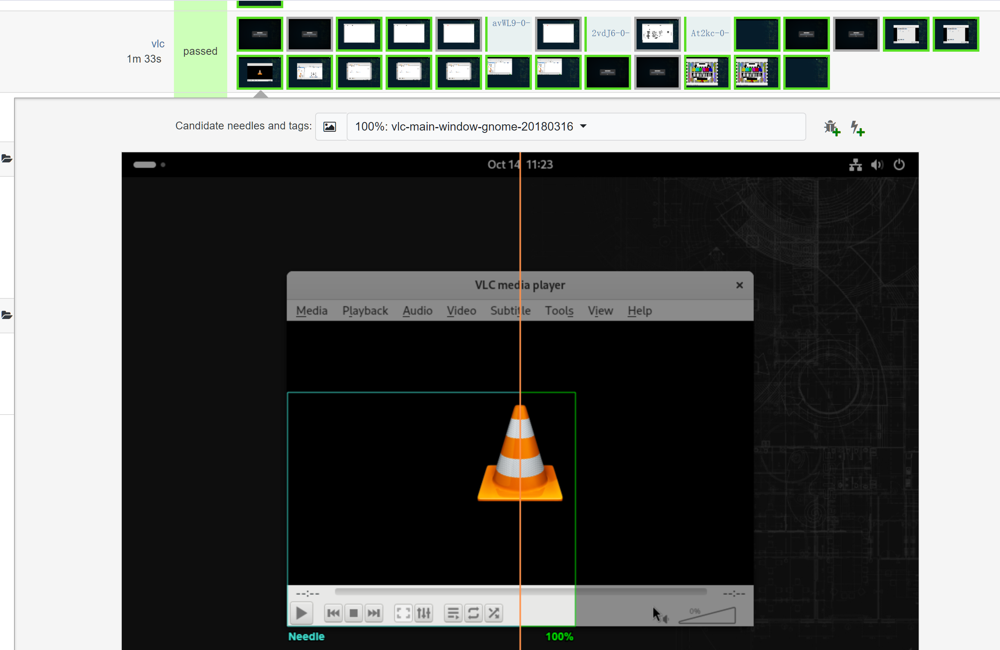 vlc
1m 33s
passed
avWL9-0-
2vdJ6-0-
At2kc-0-
Candidate needles and tags:
100%: vlc-main-window-gnome-20180316
Oct 14 11:23
VLC media player
Media Playback Audio Video Subtitle Tools View Help
--:-- --:--
0%
Needle 100%